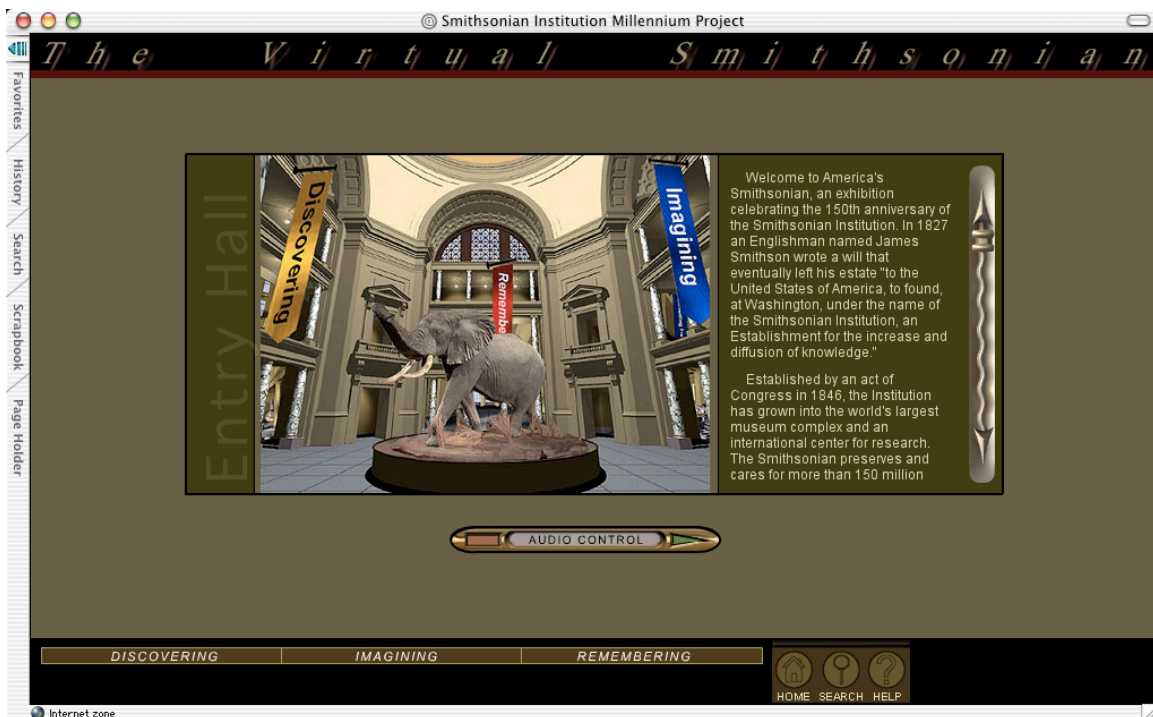 @ Smithsonian Institution Millennium Project
The Virtual Smithsonian
Favorites
History
Search
Scrapbook
Page Holder
Entry Hall
Discovering
Remembe
Imagining
Welcome to America's
Smithsonian, an exhibition
celebrating the 150th anniversary of
the Smithsonian Institution. In 1827
an Englishman named James
Smithson wrote a will that
eventually left his estate "to the
United States of America, to found,
at Washington, under the name of
the Smithsonian Institution, an
Establishment for the increase and
diffusion of knowledge."
Established by an act of
Congress in 1846, the Institution
has grown into the world's largest
museum complex and an
international center for research.
The Smithsonian preserves and
cares for more than 150 million
AUDIO CONTROL
DISCOVERING
IMAGINING
REMEMBERING
HOME SEARCH HELP
Internet zone